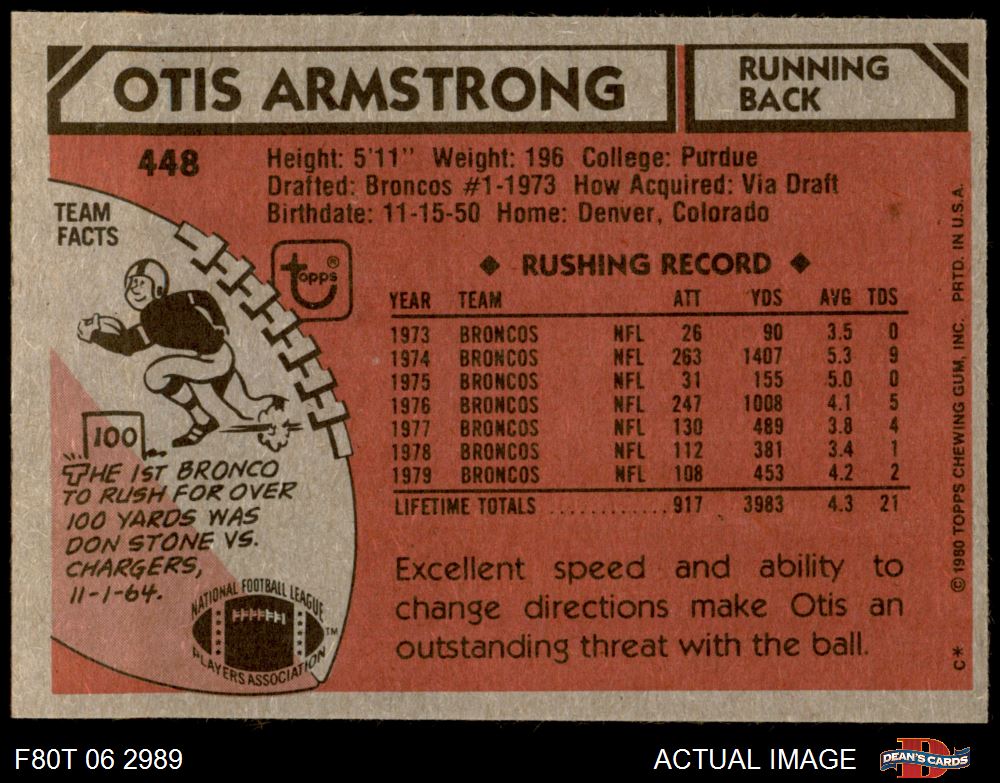 OTIS ARMSTRONG
RUNNING
BACK
448
Height: 5'11" Weight: 196 College: Purdue
Drafted: Broncos #1-1973 How Acquired: Via Draft
Birthdate: 11-15-50 Home: Denver, Colorado
TEAM
FACTS
topps®
100
THE 1ST BRONCO
TO RUSH FOR OVER
100 YARDS WAS
DON STONE VS.
CHARGERS,
11-1-64.
NATIONAL FOOTBALL LEAGUE
PLAYERS ASSOCIATION
TM
◆ RUSHING RECORD ◆
YEAR TEAM ATT YDS AVG TDS
1973 BRONCOS NFL 26 90 3.5 0
1974 BRONCOS NFL 263 1407 5.3 9
1975 BRONCOS NFL 31 155 5.0 0
1976 BRONCOS NFL 247 1008 4.1 5
1977 BRONCOS NFL 130 489 3.8 4
1978 BRONCOS NFL 112 381 3.4 1
1979 BRONCOS NFL 108 453 4.2 2
LIFETIME TOTALS ............ 917 3983 4.3 21
Excellent speed and ability to
change directions make Otis an
outstanding threat with the ball.
C* © 1980 TOPPS CHEWING GUM, INC. PRTD. IN U.S.A.
F80T 06 2989
ACTUAL IMAGE
DEAN'S CARDS